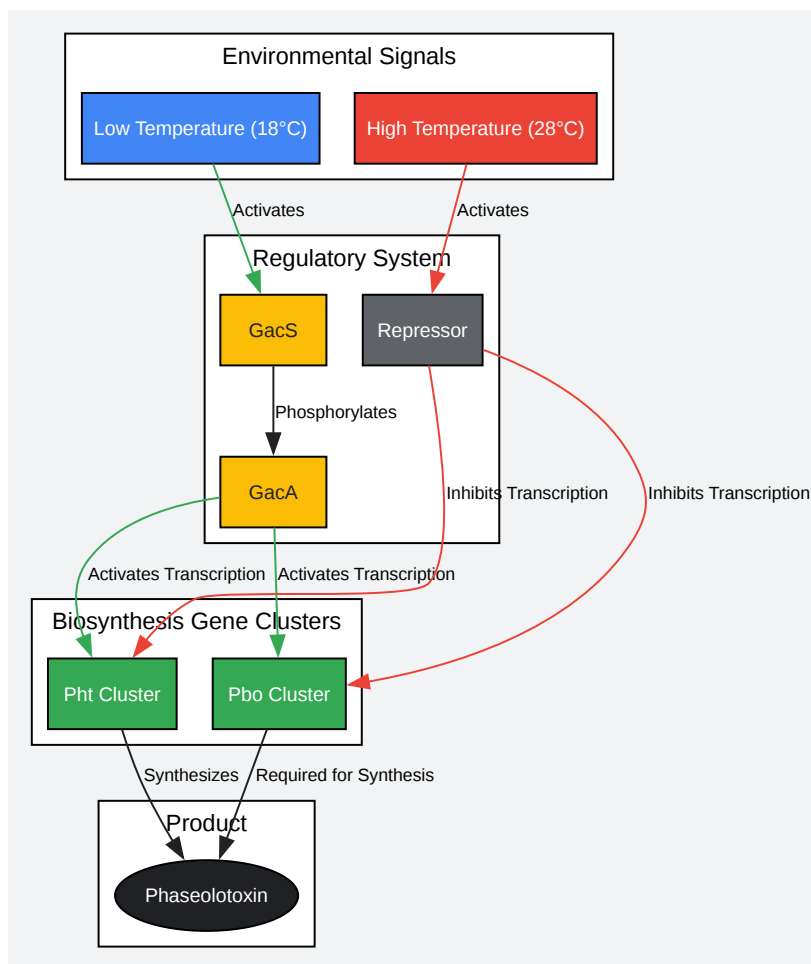 Environmental Signals
Low Temperature (18°C)
High Temperature (28°C)
Activates
Activates
Regulatory System
GacS
Repressor
Phosphorylates
GacA
Inhibits Transcription
Inhibits Transcription
Activates Transcription
Activates Transcription
Biosynthesis Gene Clusters
Pht Cluster
Pbo Cluster
Synthesizes
Required for Synthesis
Product
Phaseolotoxin